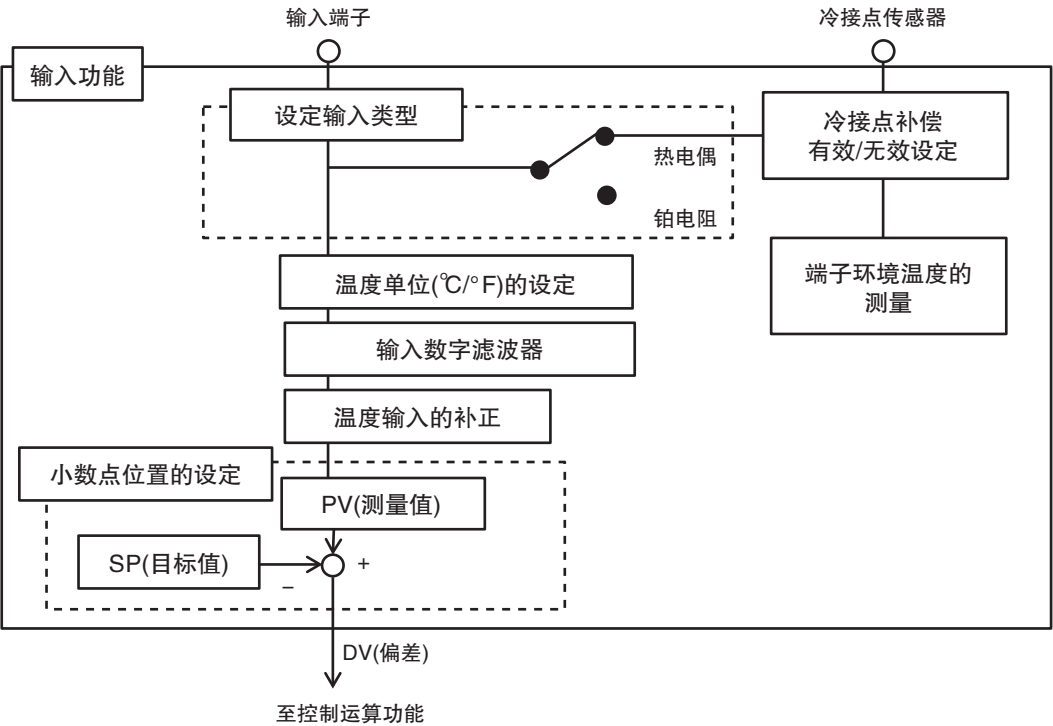 输入端子
冷接点传感器
输入功能
设定输入类型
冷接点补偿
有效/无效设定
热电偶
铂电阻
温度单位(℃/°F)的设定
端子环境温度的
测量
输入数字滤波器
温度输入的补正
小数点位置的设定
PV(测量值)
SP(目标值)
+
−
DV(偏差)
至控制运算功能